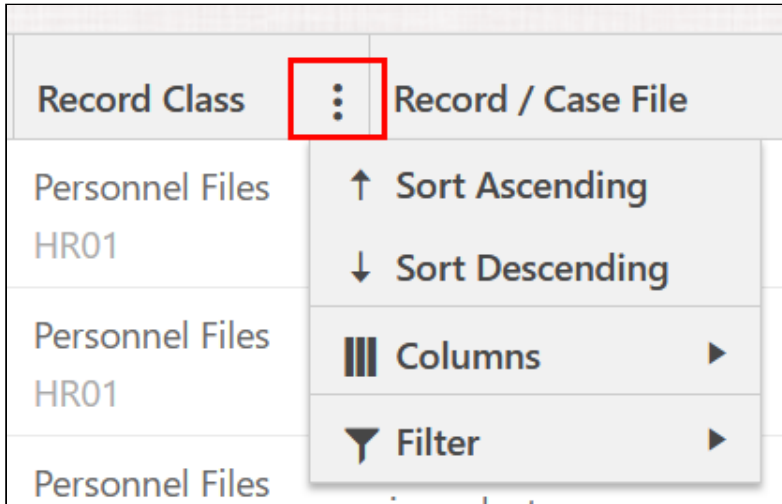 Record Class
Record / Case File
Personnel Files
HR01
Sort Ascending
Sort Descending
Personnel Files
HR01
Columns
Filter
Personnel Files